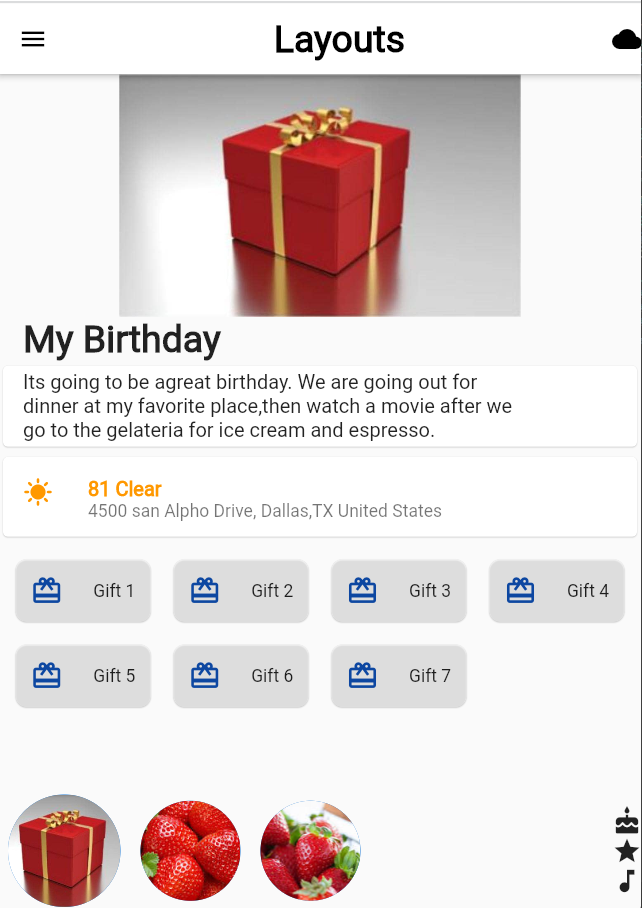 Layouts
My Birthday
Its going to be agreat birthday. We are going out for
dinner at my favorite place,then watch a movie after we
go to the gelateria for ice cream and espresso.
81 Clear
4500 san Alpho Drive, Dallas,TX United States
Gift 1
Gift 2
Gift 3
Gift 4
Gift 5
Gift 6
Gift 7